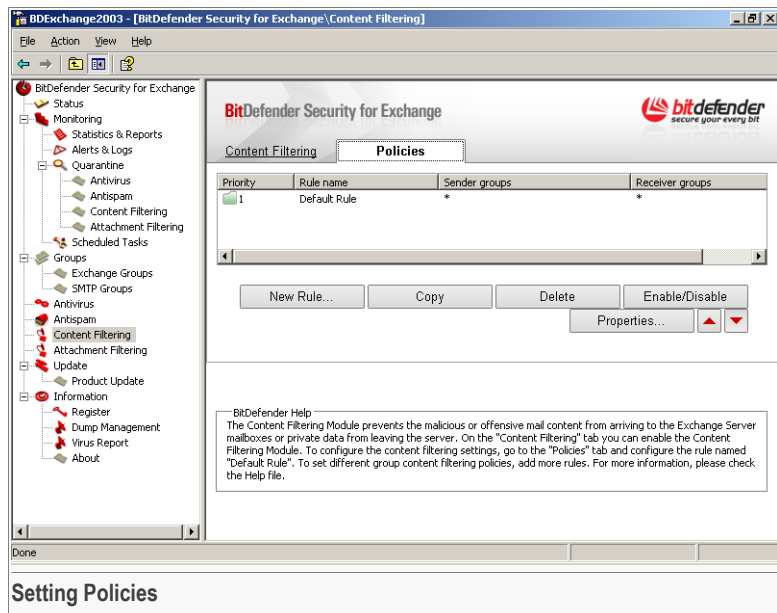 BDExchange2003 - [BitDefender Security for Exchange\Content Filtering]
File Action View Help
BitDefender Security for Exchange
Status
Monitoring
Statistics & Reports
Alerts & Logs
Quarantine
Antivirus
Antispam
Content Filtering
Attachment Filtering
Scheduled Tasks
Groups
Exchange Groups
SMTP Groups
Antivirus
Antispam
Content Filtering
Attachment Filtering
Update
Product Update
Information
Register
Dump Management
Virus Report
About
BitDefender Security for Exchange
bitdefender
secure your every bit
Content Filtering Policies
Priority Rule name Sender groups Receiver groups
1 Default Rule * *
New Rule... Copy Delete Enable/Disable
Properties...
BitDefender Help
The Content Filtering Module prevents the malicious or offensive mail content from arriving to the Exchange Server
mailboxes or private data from leaving the server. On the "Content Filtering" tab you can enable the Content
Filtering Module. To configure the content filtering settings, go to the "Policies" tab and configure the rule named
"Default Rule". To set different group content filtering policies, add more rules. For more information, please check
the Help file.
Done
Setting Policies